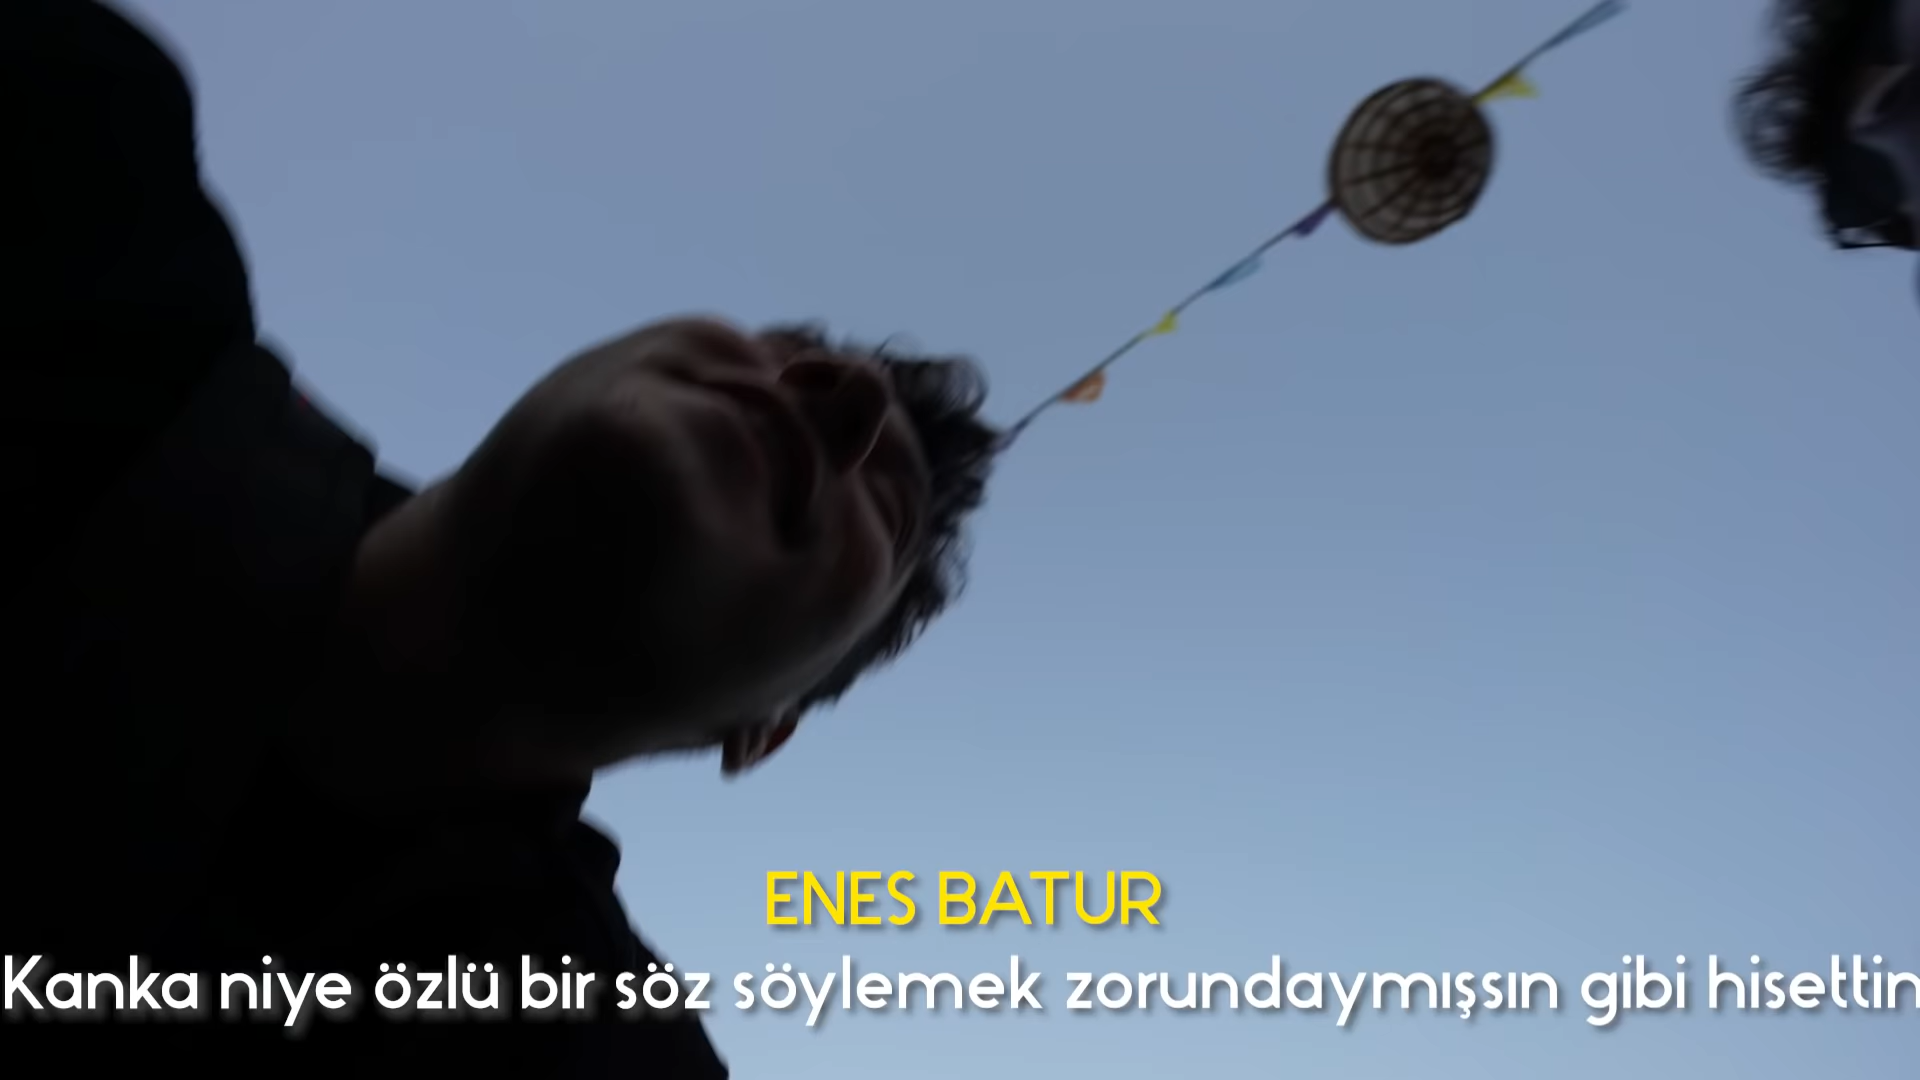 ENES BATUR
Kanka niye özlü bir söz söylemek zorundaymışsın gibi hisettin